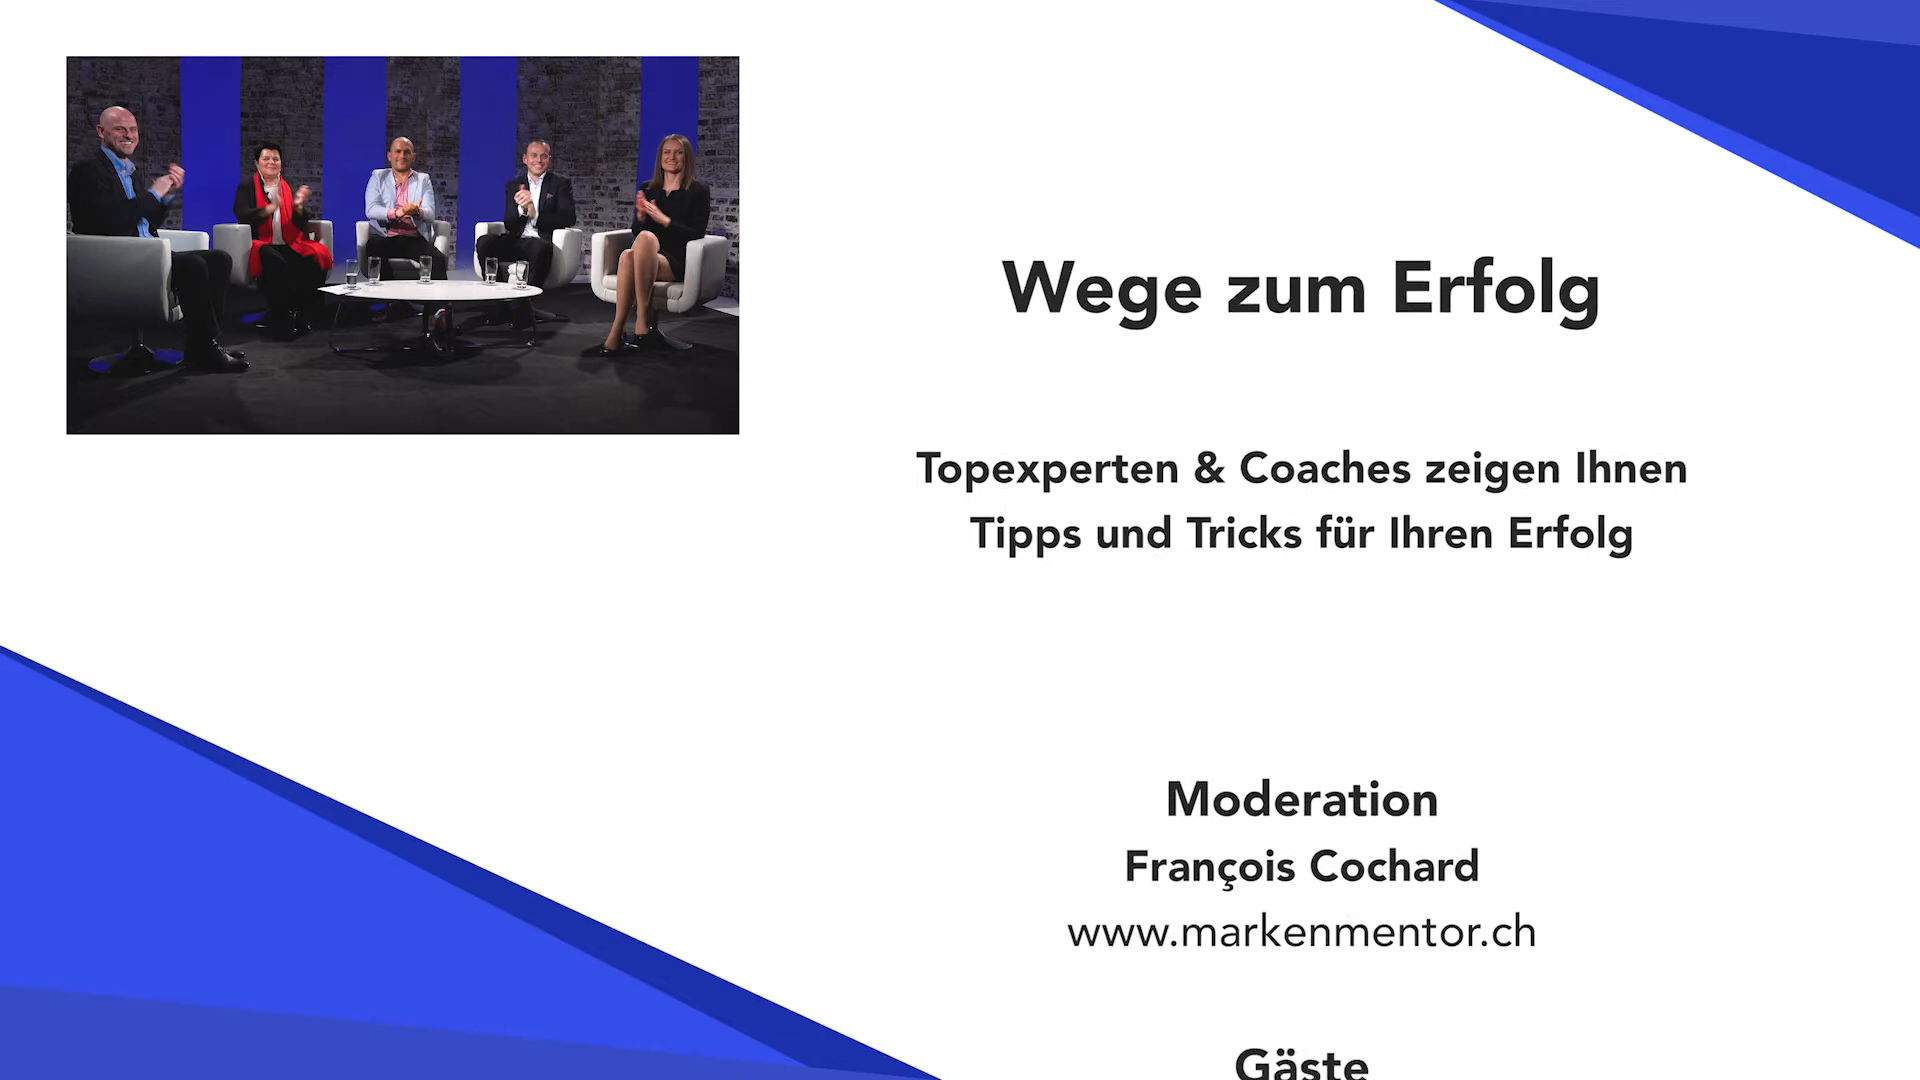 Wege zum Erfolg
Topexperten & Coaches zeigen Ihnen
Tipps und Tricks für Ihren Erfolg
Moderation
François Cochard
www.markenmentor.ch
Gäste